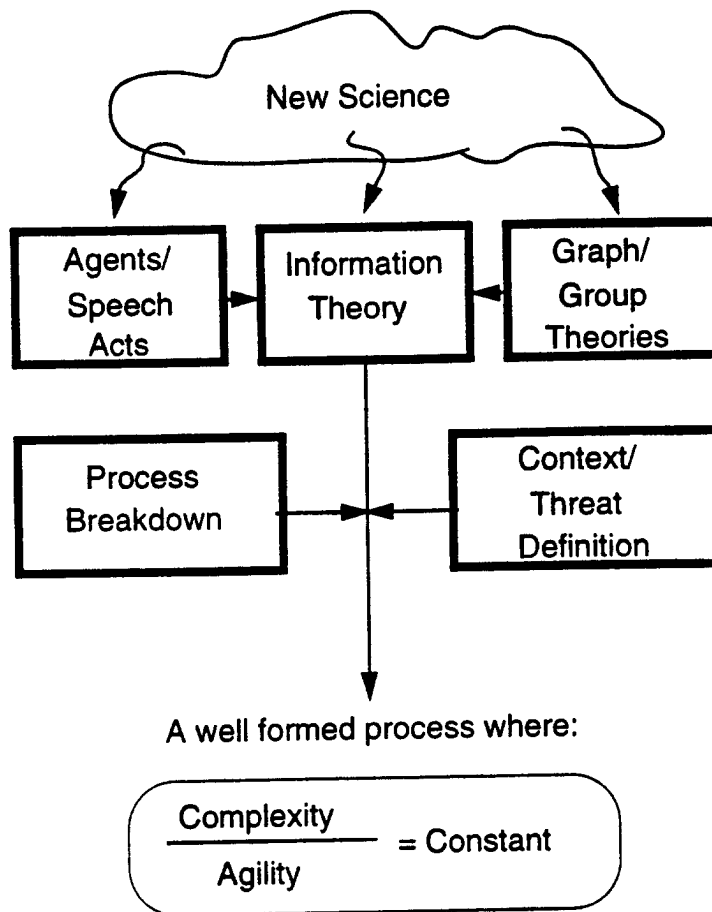 New Science
Agents/
Speech
Acts
Information
Theory
Graph/
Group
Theories
Process
Breakdown
Context/
Threat
Definition
A well formed process where:
Complexity
Agility
= Constant